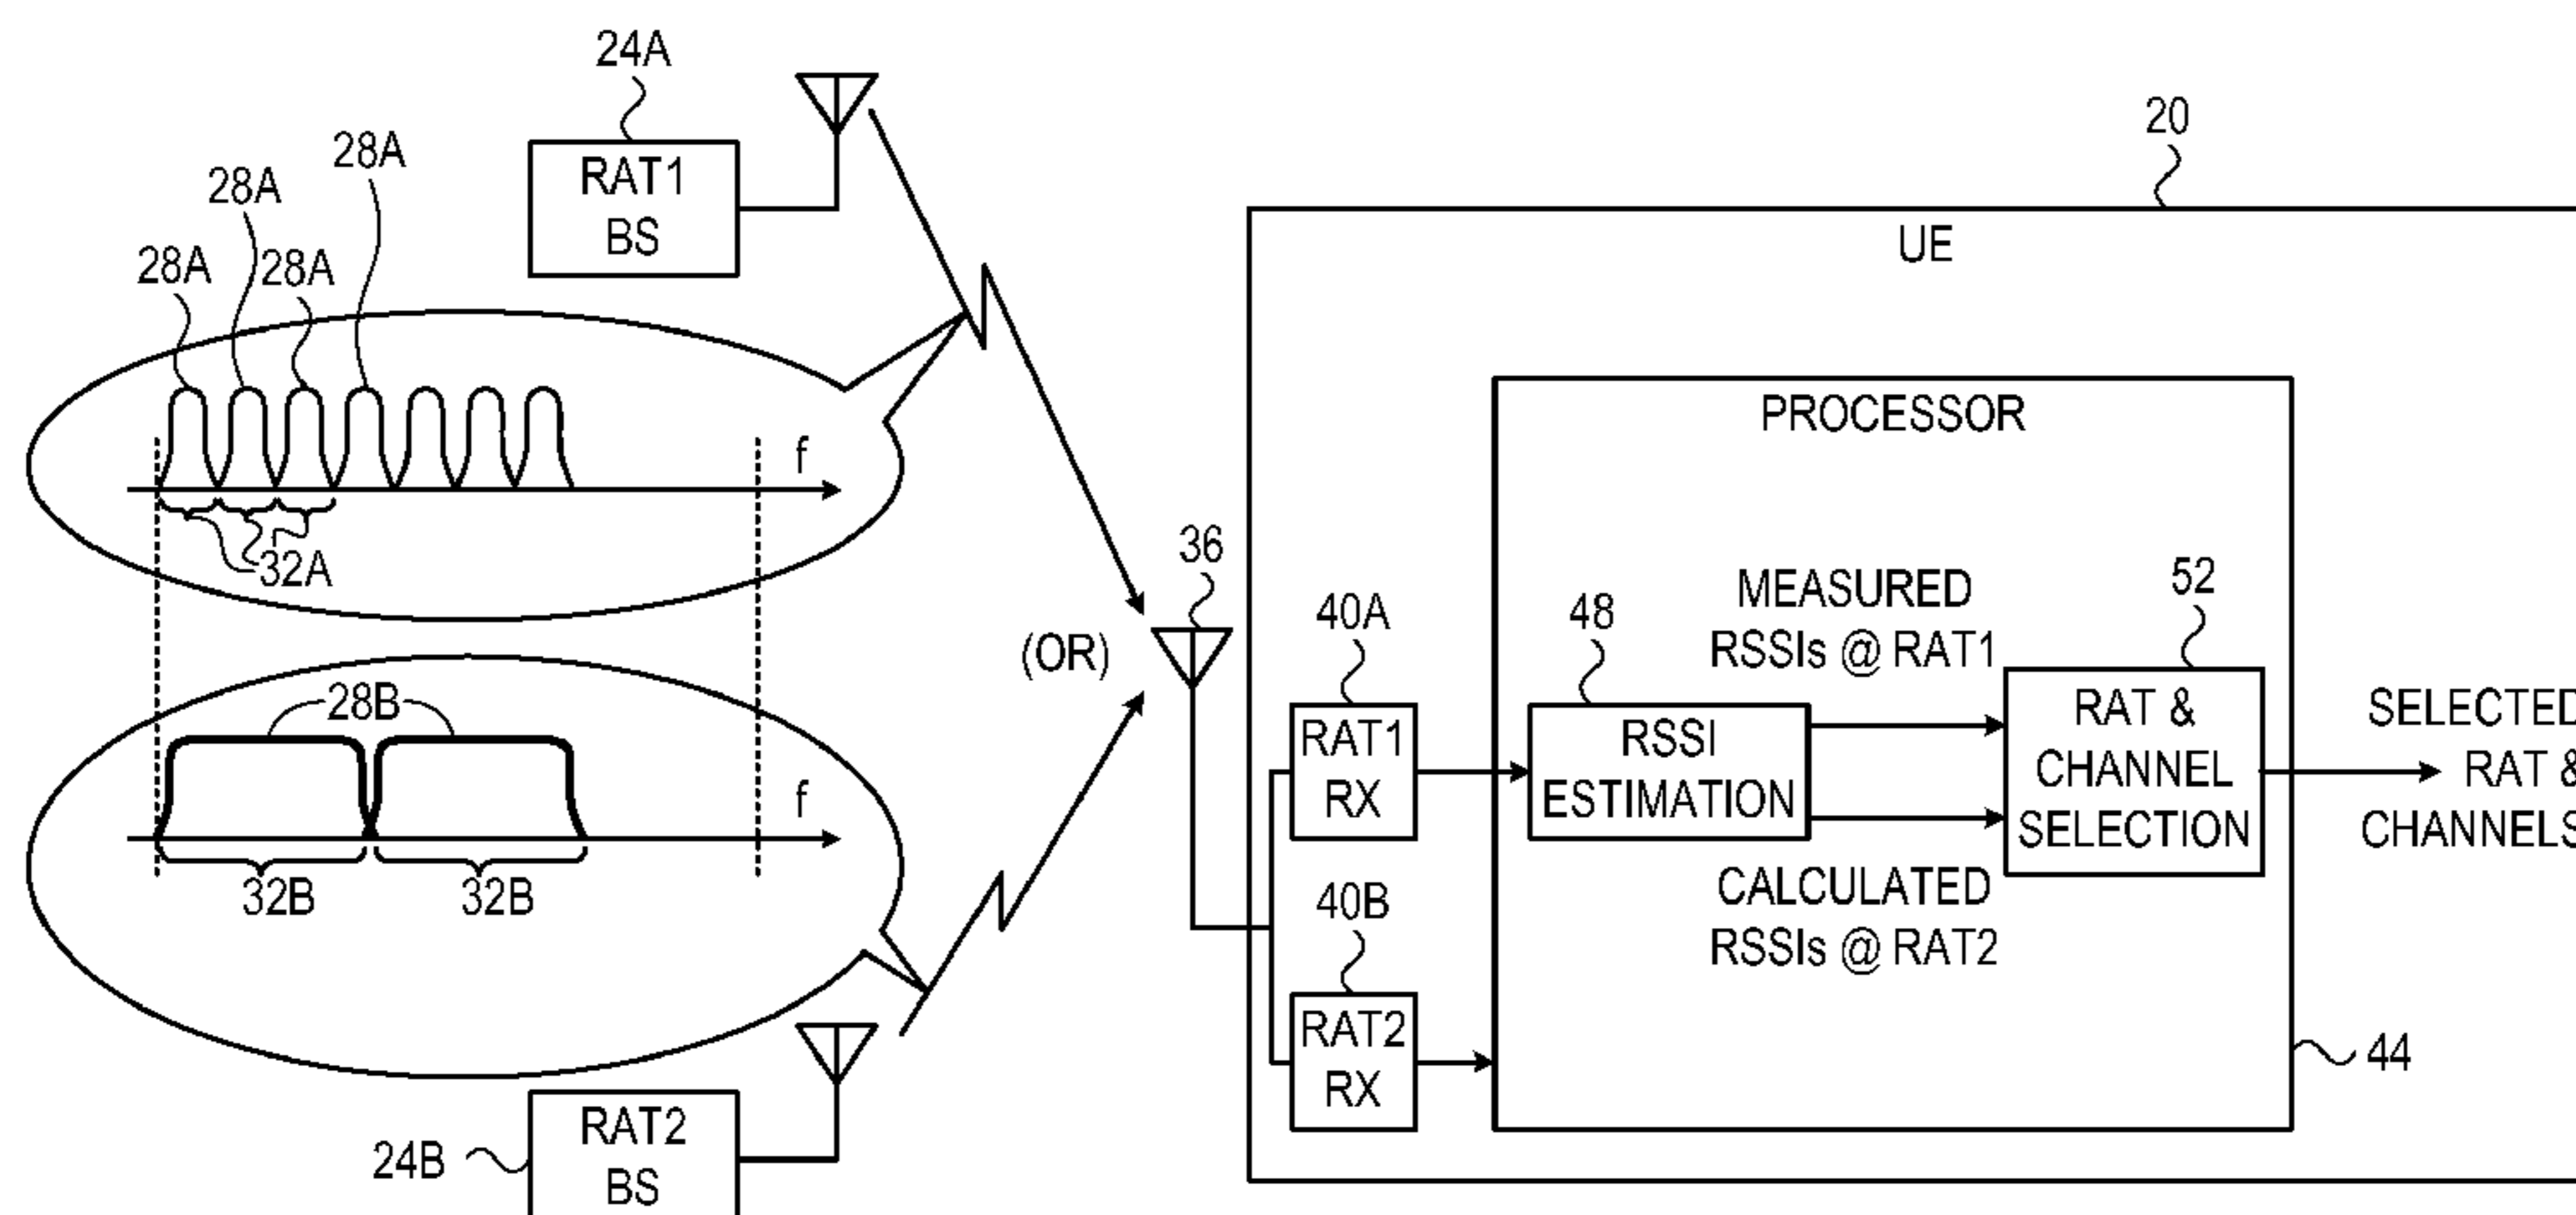 24A
RAT1
BS
28A
28A
28A
28A
f
32A
28B
f
32B
32B
24B
RAT2
BS
(OR)
36
20
UE
PROCESSOR
40A
RAT1
RX
40B
RAT2
RX
48
RSSI
ESTIMATION
MEASURED
RSSIs @ RAT1
CALCULATED
RSSIs @ RAT2
52
RAT &
CHANNEL
SELECTION
SELECTED
RAT &
CHANNELS
44